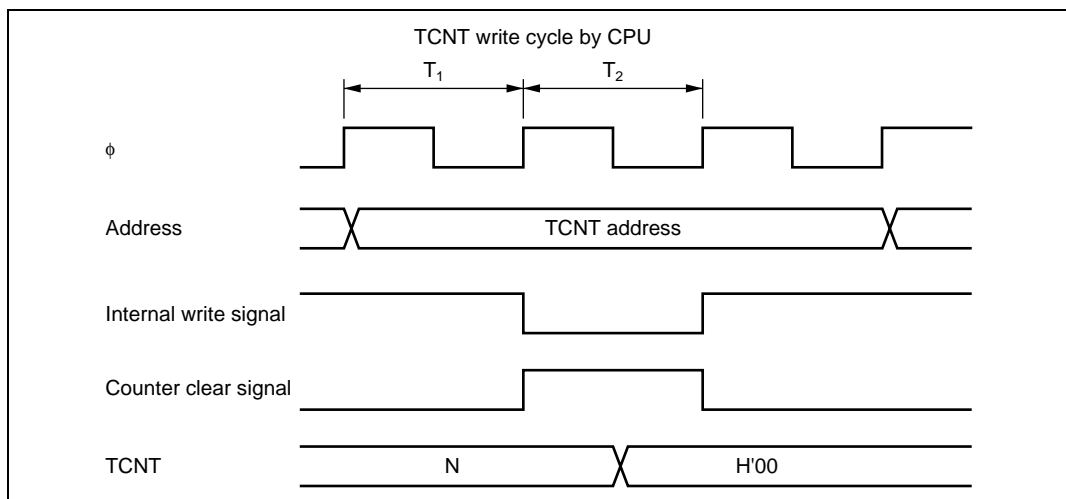 TCNT write cycle by CPU
T₁ T₂
ϕ
Address TCNT address
Internal write signal
Counter clear signal
TCNT N H'00